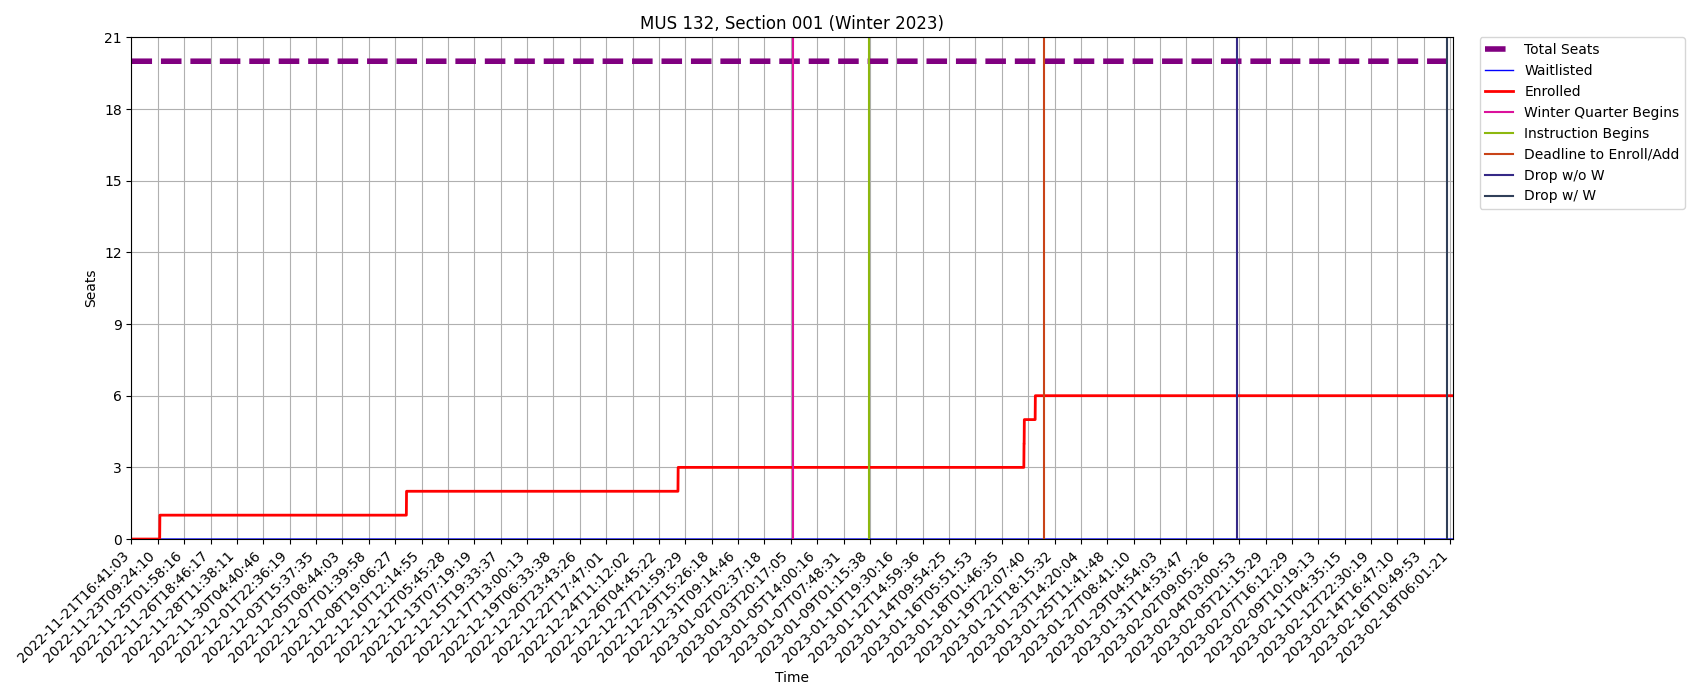 MUS 132, Section 001 (Winter 2023)
21
18
15
12
9
6
3
0
Seats
2022-11-21T16:41:03
2022-11-23T09:24:10
2022-11-25T01:58:16
2022-11-26T18:46:17
2022-11-28T11:38:11
2022-11-30T04:40:46
2022-12-01T22:36:19
2022-12-03T15:37:35
2022-12-05T08:44:03
2022-12-07T01:39:58
2022-12-08T19:06:27
2022-12-10T12:14:55
2022-12-12T05:45:28
2022-12-13T07:19:19
2022-12-15T19:33:37
2022-12-17T13:00:13
2022-12-19T06:33:38
2022-12-20T23:43:26
2022-12-22T17:47:01
2022-12-24T11:12:02
2022-12-26T04:45:22
2022-12-27T21:59:29
2022-12-29T15:26:18
2022-12-31T09:14:46
2023-01-02T02:37:18
2023-01-03T20:17:05
2023-01-05T14:00:16
2023-01-07T07:48:31
2023-01-09T01:15:38
2023-01-10T19:30:16
2023-01-12T14:59:36
2023-01-14T09:54:25
2023-01-16T05:51:53
2023-01-18T01:46:35
2023-01-19T22:07:40
2023-01-21T18:15:32
2023-01-23T14:20:04
2023-01-25T11:41:48
2023-01-27T08:41:10
2023-01-29T04:54:03
2023-01-31T14:53:47
2023-02-02T09:05:26
2023-02-04T03:00:53
2023-02-05T21:15:29
2023-02-07T16:12:29
2023-02-09T10:19:13
2023-02-11T04:35:15
2023-02-12T22:30:19
2023-02-14T16:47:10
2023-02-16T10:49:53
2023-02-18T06:01:21
Time
Total Seats
Waitlisted
Enrolled
Winter Quarter Begins
Instruction Begins
Deadline to Enroll/Add
Drop w/o W
Drop w/ W